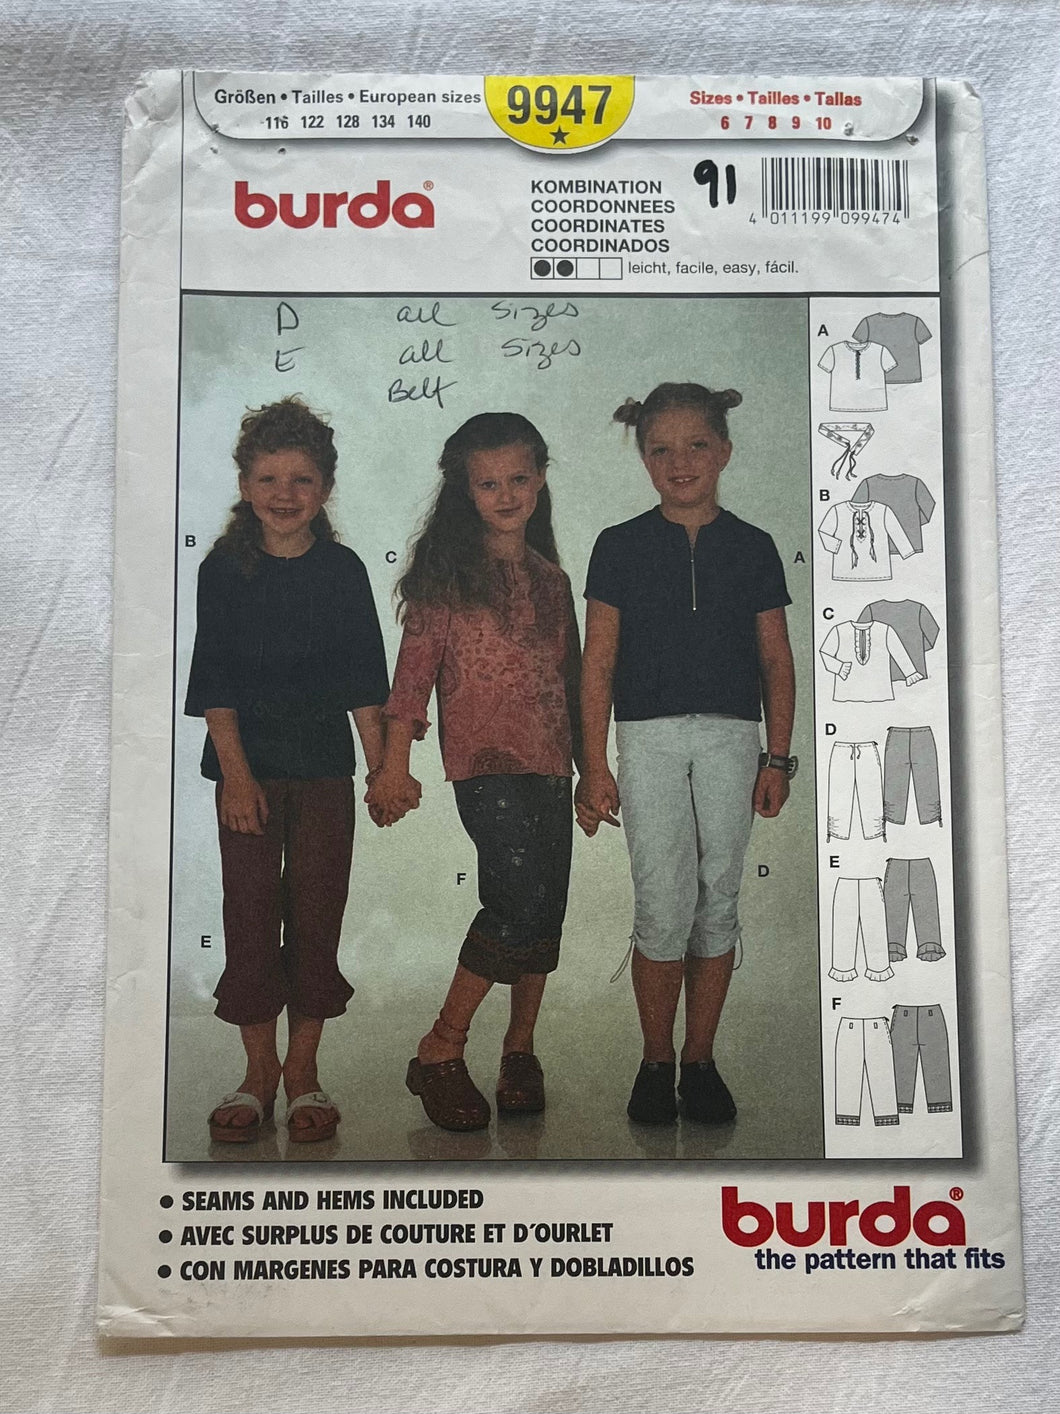 Größen • Tailles • European sizes
116 122 128 134 140
9947
★
Sizes • Tailles • Tallas
6 7 8 9 10
burda®
KOMBINATION
COORDONNEES
COORDINATES
COORDINADOS
leicht, facile, easy, fácil.
91
4 011199 099474
D all sizes
E all sizes
Belt
B
C
A
F
D
E
A
B
C
D
E
F
• SEAMS AND HEMS INCLUDED
• AVEC SURPLUS DE COUTURE ET D'OURLET
• CON MARGENES PARA COSTURA Y DOBLADILLOS
burda®
the pattern that fits